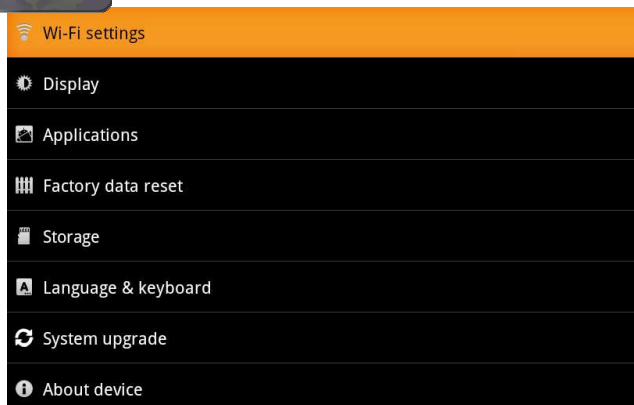 Wi-Fi settings
Display
Applications
Factory data reset
Storage
Language & keyboard
System upgrade
About device